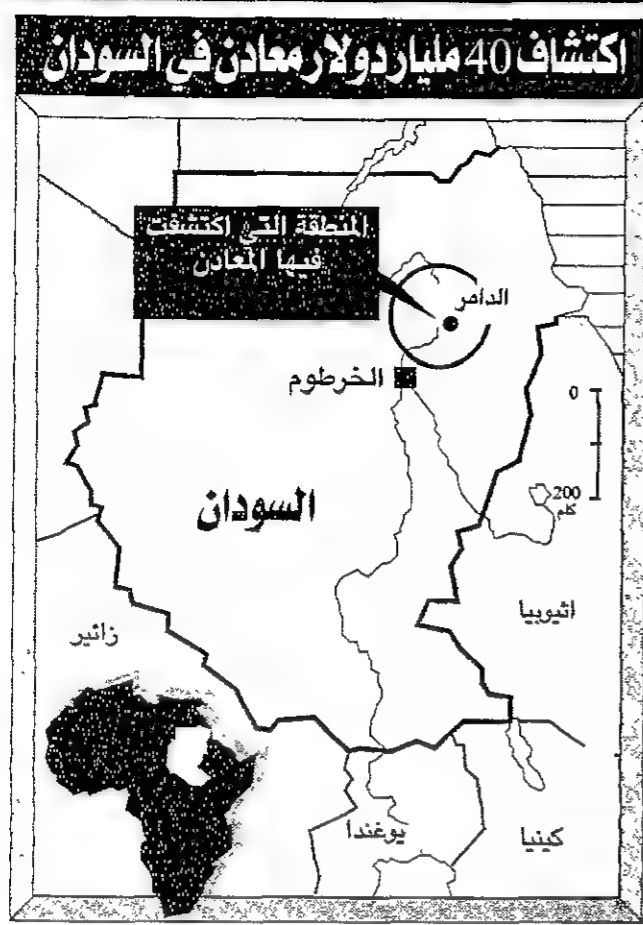 اكتشاف 40 مليار دولار معادن في السودان
المنطقة التي اكتشفت
فيها المعادن
الدامر
الخرطوم
0
200
كلم
السودان
اثيوبيا
زائير
يوغندا
كينيا